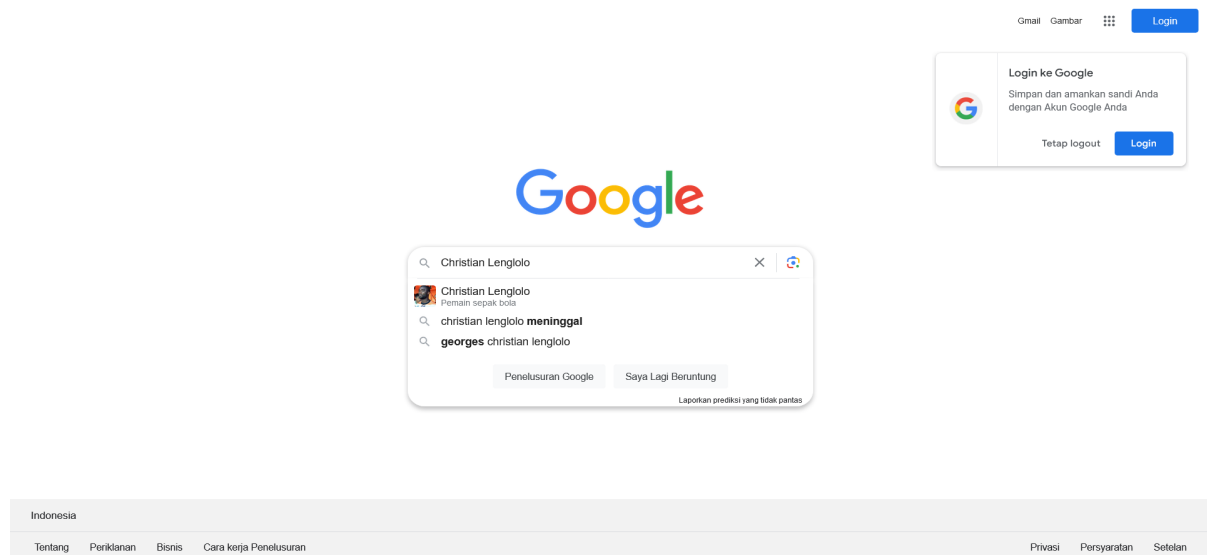 Gmail Gambar Login
Login ke Google
Simpan dan amankan sandi Anda
dengan Akun Google Anda
Tetap logout Login
Google
Christian Lenglolo
Christian Lenglolo
Pemain sepak bola
christian lenglolo meninggal
georges christian lenglolo
Penelusuran Google Saya Lagi Beruntung
Laporkan prediksi yang tidak pantas
Indonesia
Tentang Periklanan Bisnis Cara kerja Penelusuran Privasi Persyaratan Setelan